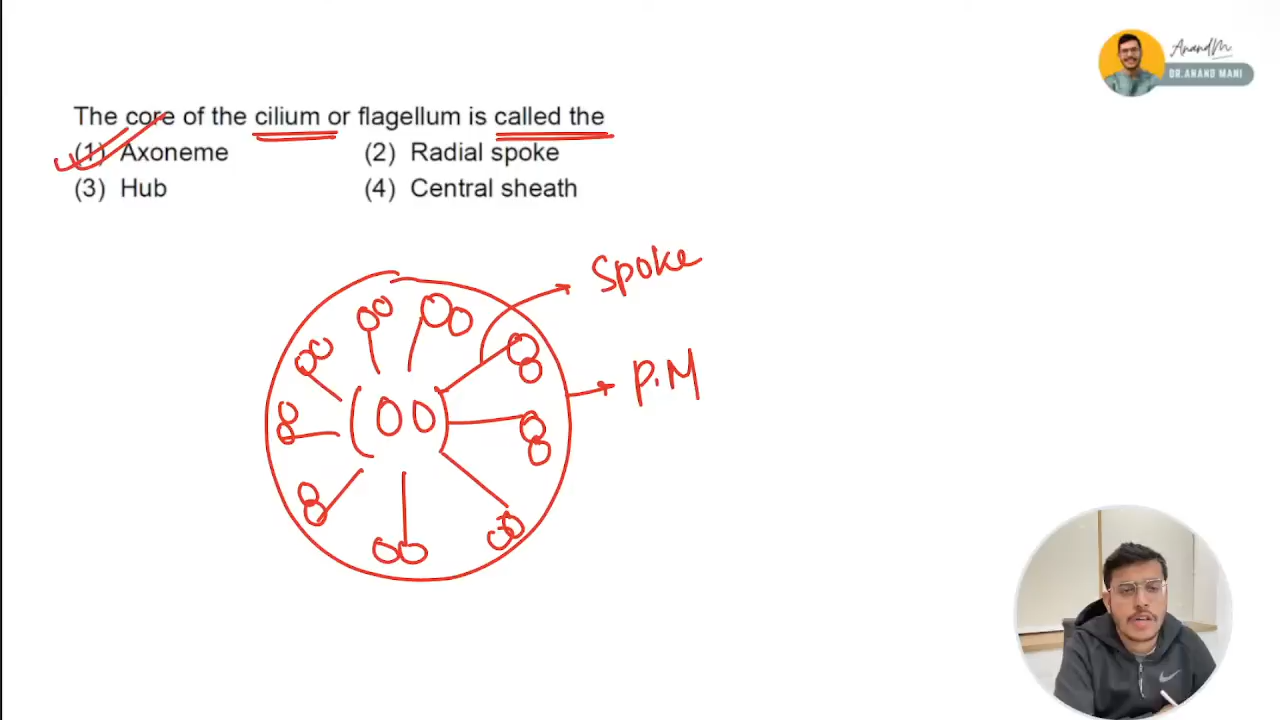 AnandM
DR.ANAND MANI
The core of the cilium or flagellum is called the
(1) Axoneme (2) Radial spoke
(3) Hub (4) Central sheath
Spoke
P.M